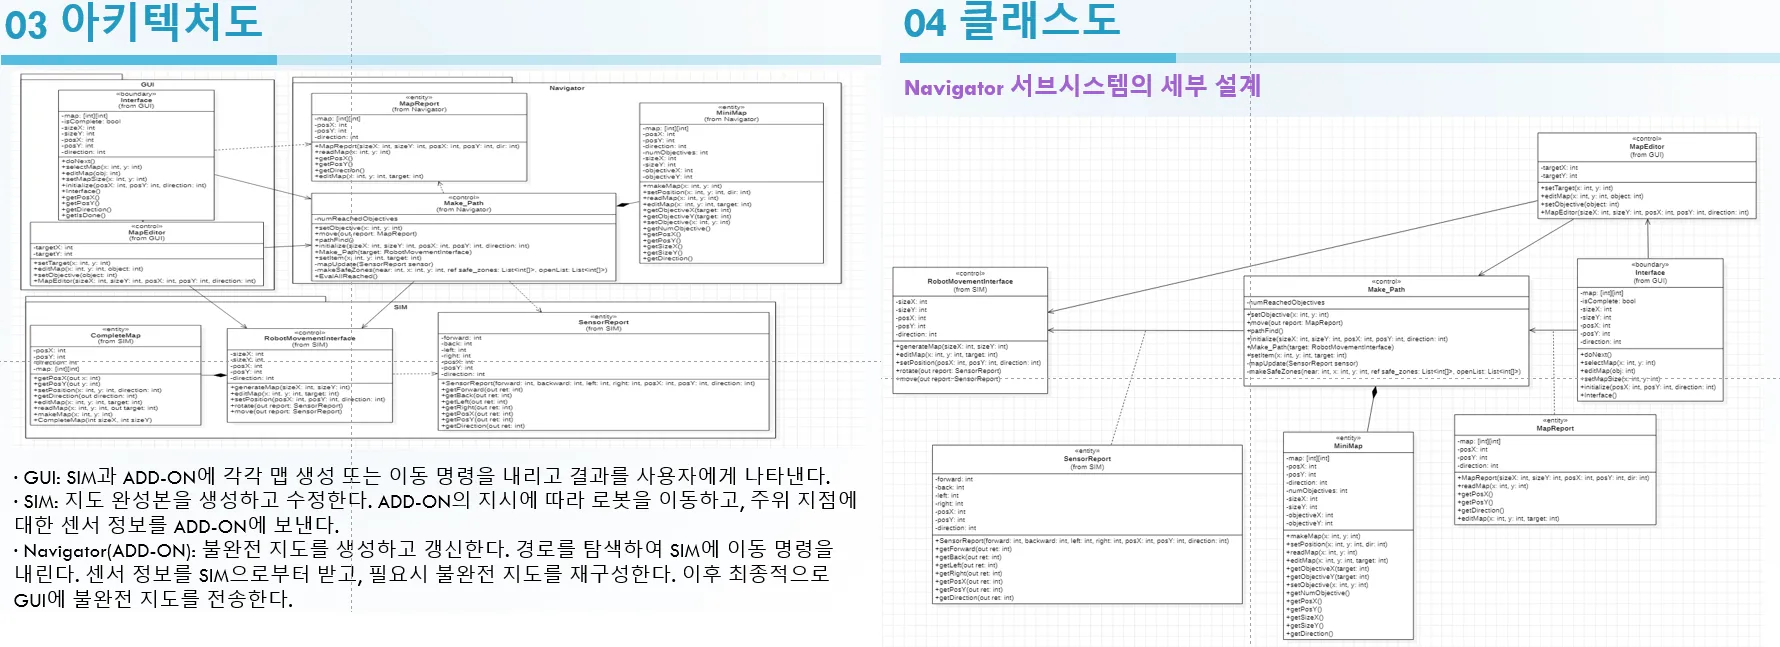 03 아키텍처도
GUI
«boundary»
Interface
(from GUI)
-map: [int][int]
-isComplete: bool
-sizeX: int
-sizeY: int
-posX: int
-posY: int
-direction: int
+doNext()
+selectMap(x: int, y: int)
+editMap(obj: int)
+setMapSize(x: int, y: int)
+initialize(posX: int, posY: int, direction: int)
+Interface()
+getPosX()
+getPosY()
+getDirection()
+getIsDone()
«control»
MapEditor
(from GUI)
-targetX: int
-targetY: int
+setTarget(x: int, y: int)
+editMap(x: int, y: int, object: int)
+setObjective(object: int)
+MapEditor(sizeX: int, sizeY: int, posX: int, posY: int, direction: int)
Navigator
«entity»
MapReport
(from Navigator)
-map: [int][int]
-posX: int
-posY: int
-direction: int
+MapReport(sizeX: int, sizeY: int, posX: int, posY: int, dir: int)
+readMap(x: int, y: int)
+getPosX()
+getPosY()
+getDirection()
+editMap(x: int, y: int, target: int)
«control»
Make_Path
(from Navigator)
-numReachedObjectives
+setObjective(x: int, y: int)
+move(out report: MapReport)
+pathFind()
+initialize(sizeX: int, sizeY: int, posX: int, posY: int, direction: int)
+Make_Path(target: RobotMovementInterface)
+setItem(x: int, y: int, target: int)
-mapUpdate(SensorReport sensor)
-makeSafeZones(near: int, x: int, y: int, ref safe_zones: List<int[]>, openList: List<int[]>)
+EvalAllReached()
«entity»
MiniMap
(from Navigator)
-map: [int][int]
-posX: int
-posY: int
-direction: int
-numObjectives: int
-sizeX: int
-sizeY: int
-objectiveX: int
-objectiveY: int
+makeMap(x: int, y: int)
+setPosition(x: int, y: int, dir: int)
+readMap(x: int, y: int)
+editMap(x: int, y: int, target: int)
+getObjectiveX(target: int)
+getObjectiveY(target: int)
+setObjective(x: int, y: int)
+getNumObjective()
+getPosX()
+getPosY()
+getSizeX()
+getSizeY()
+getDirection()
SIM
«entity»
CompleteMap
(from SIM)
-posX: int
-posY: int
-direction: int
-map: [int][int]
+getPosX(out x: int)
+getPosY(out y: int)
+setPosition(x: int, y: int, direction: int)
+getDirection(out direction: int)
+editMap(x: int, y: int, target: int)
+readMap(x: int, y: int, out target: int)
+makeMap(x: int, y: int)
+CompleteMap(int sizeX, int sizeY)
«control»
RobotMovementInterface
(from SIM)
-sizeX: int
-sizeY: int
-posX: int
-posY: int
-direction: int
+generateMap(sizeX: int, sizeY: int)
+editMap(x: int, y: int, target: int)
+setPosition(posX: int, posY: int, direction: int)
+rotate(out report: SensorReport)
+move(out report: SensorReport)
«entity»
SensorReport
(from SIM)
-forward: int
-back: int
-left: int
-right: int
-posX: int
-posY: int
-direction: int
+SensorReport(forward: int, backward: int, left: int, right: int, posX: int, posY: int, direction: int)
+getForward(out ret: int)
+getBack(out ret: int)
+getLeft(out ret: int)
+getRight(out ret: int)
+getPosX(out ret: int)
+getPosY(out ret: int)
+getDirection(out ret: int)
· GUI: SIM과 ADD-ON에 각각 맵 생성 또는 이동 명령을 내리고 결과를 사용자에게 나타낸다.
· SIM: 지도 완성본을 생성하고 수정한다. ADD-ON의 지시에 따라 로봇을 이동하고, 주위 지점에
대한 센서 정보를 ADD-ON에 보낸다.
· Navigator(ADD-ON): 불완전 지도를 생성하고 갱신한다. 경로를 탐색하여 SIM에 이동 명령을
내린다. 센서 정보를 SIM으로부터 받고, 필요시 불완전 지도를 재구성한다. 이후 최종적으로
GUI에 불완전 지도를 전송한다.
04 클래스도
Navigator 서브시스템의 세부 설계
«control»
MapEditor
(from GUI)
-targetX: int
-targetY: int
+setTarget(x: int, y: int)
+editMap(x: int, y: int, object: int)
+setObjective(object: int)
+MapEditor(sizeX: int, sizeY: int, posX: int, posY: int, direction: int)
«control»
RobotMovementInterface
(from SIM)
-sizeX: int
-sizeY: int
-posX: int
-posY: int
-direction: int
+generateMap(sizeX: int, sizeY: int)
+editMap(x: int, y: int, target: int)
+setPosition(posX: int, posY: int, direction: int)
+rotate(out report: SensorReport)
+move(out report: SensorReport)
«control»
Make_Path
-numReachedObjectives
+setObjective(x: int, y: int)
+move(out report: MapReport)
+pathFind()
+initialize(sizeX: int, sizeY: int, posX: int, posY: int, direction: int)
+Make_Path(target: RobotMovementInterface)
+setItem(x: int, y: int, target: int)
-mapUpdate(SensorReport sensor)
-makeSafeZones(near: int, x: int, y: int, ref safe_zones: List<int[]>, openList: List<int[]>)
«boundary»
Interface
(from GUI)
-map: [int][int]
-isComplete: bool
-sizeX: int
-sizeY: int
-posX: int
-posY: int
-direction: int
+doNext()
+selectMap(x: int, y: int)
+editMap(obj: int)
+setMapSize(x: int, y: int)
+initialize(posX: int, posY: int, direction: int)
+Interface()
«entity»
SensorReport
(from SIM)
-forward: int
-back: int
-left: int
-right: int
-posX: int
-posY: int
-direction: int
+SensorReport(forward: int, backward: int, left: int, right: int, posX: int, posY: int, direction: int)
+getForward(out ret: int)
+getBack(out ret: int)
+getLeft(out ret: int)
+getRight(out ret: int)
+getPosX(out ret: int)
+getPosY(out ret: int)
+getDirection(out ret: int)
«entity»
MiniMap
-map: [int][int]
-posX: int
-posY: int
-direction: int
-numObjectives: int
-sizeX: int
-sizeY: int
-objectiveX: int
-objectiveY: int
+makeMap(x: int, y: int)
+setPosition(x: int, y: int, dir: int)
+readMap(x: int, y: int)
+editMap(x: int, y: int, target: int)
+getObjectiveX(target: int)
+getObjectiveY(target: int)
+setObjective(x: int, y: int)
+getNumObjective()
+getPosX()
+getPosY()
+getSizeX()
+getSizeY()
+getDirection()
«entity»
MapReport
-map: [int][int]
-posX: int
-posY: int
-direction: int
+MapReport(sizeX: int, sizeY: int, posX: int, posY: int, dir: int)
+readMap(x: int, y: int)
+getPosX()
+getPosY()
+getDirection()
+editMap(x: int, y: int, target: int)